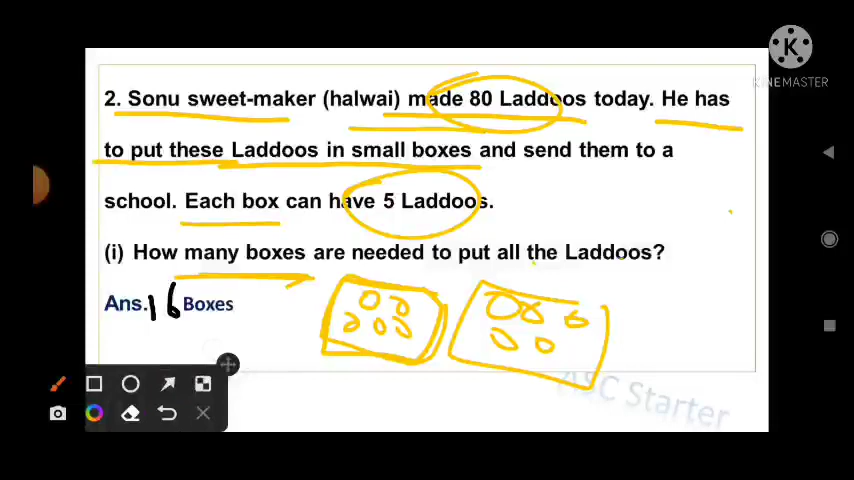 KINEMASTER
2. Sonu sweet-maker (halwai) made 80 Laddoos today. He has
to put these Laddoos in small boxes and send them to a
school. Each box can have 5 Laddoos.
(i) How many boxes are needed to put all the Laddoos?
Ans. 16 Boxes
ASC Starter